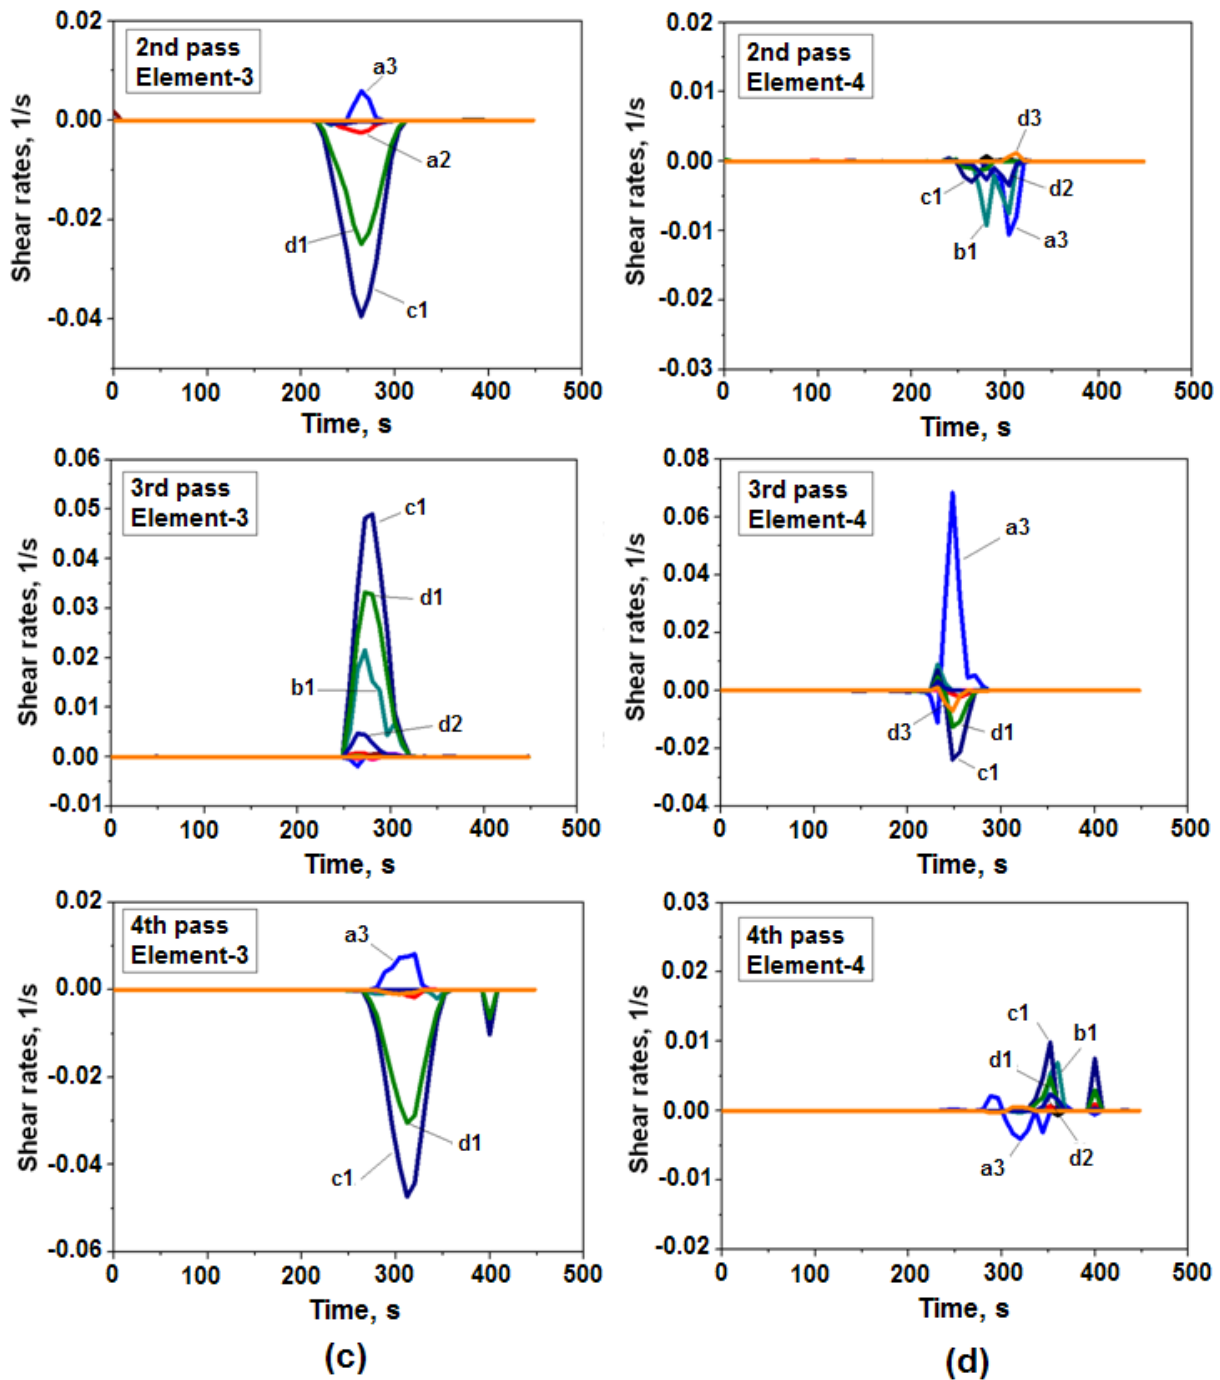 2nd pass
Element-3
Shear rates, 1/s
0.02
0.00
-0.02
-0.04
a3
a2
d1
c1
0 100 200 300 400 500
Time, s
2nd pass
Element-4
Shear rates, 1/s
0.02
0.01
0.00
-0.01
-0.02
-0.03
d3
c1
d2
b1
a3
0 100 200 300 400 500
Time, s
3rd pass
Element-3
Shear rates, 1/s
0.06
0.05
0.04
0.03
0.02
0.01
0.00
-0.01
c1
d1
b1
d2
0 100 200 300 400 500
Time, s
3rd pass
Element-4
Shear rates, 1/s
0.08
0.06
0.04
0.02
0.00
-0.02
-0.04
a3
d3
d1
c1
0 100 200 300 400 500
Time, s
4th pass
Element-3
Shear rates, 1/s
0.02
0.00
-0.02
-0.04
-0.06
a3
d1
c1
0 100 200 300 400 500
Time, s
4th pass
Element-4
Shear rates, 1/s
0.03
0.02
0.01
0.00
-0.01
-0.02
c1
b1
d1
a3
d2
0 100 200 300 400 500
Time, s
(c)
(d)